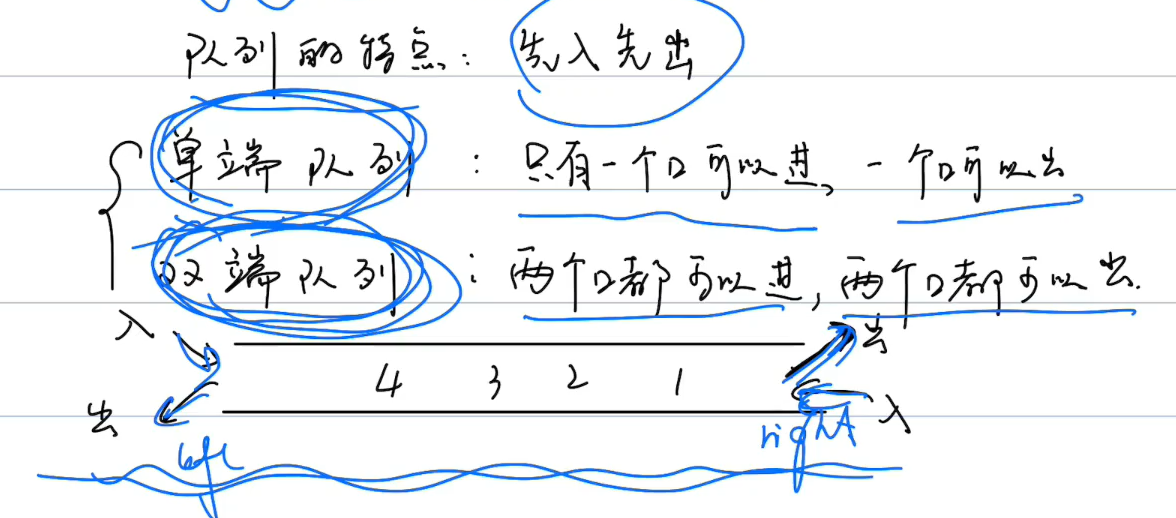 队列的特点：先入先出
单端队列：只有一个口可以进，一个口可以出
双端队列：两个口都可以进，两个口都可以出.
入 出
4 3 2 1
出 入
left right